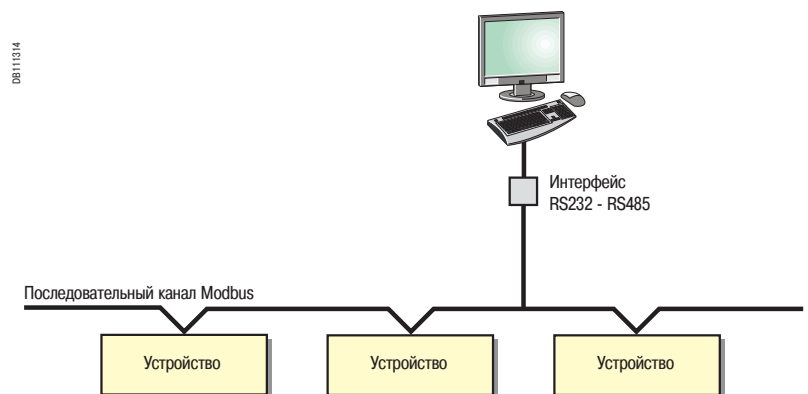 DB111314
Интерфейс
RS232 - RS485
Последовательный канал Modbus
Устройство
Устройство
Устройство